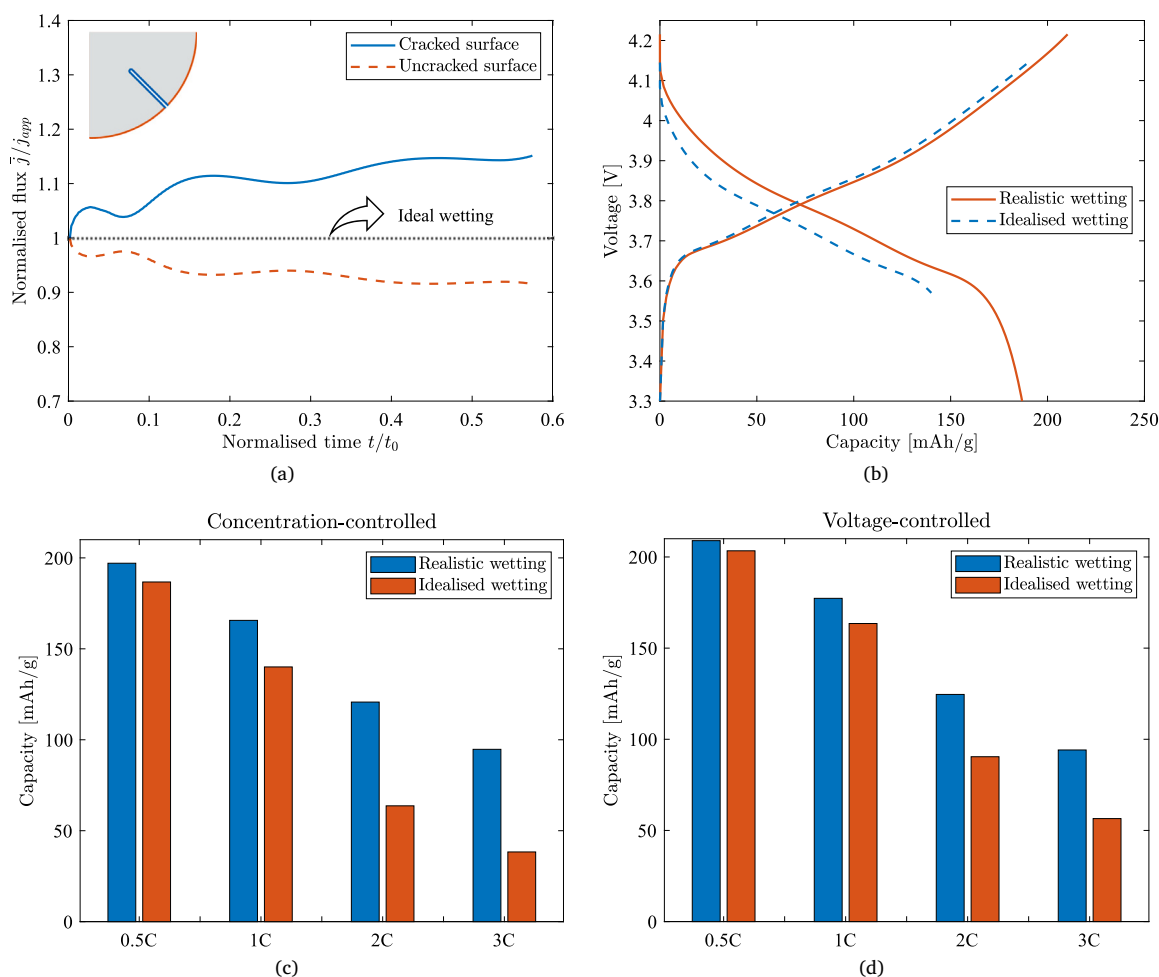 1.4
1.3
1.2
1.1
1
0.9
0.8
0.7
Normalised flux j̄/j_app
Cracked surface
Uncracked surface
Ideal wetting
0 0.1 0.2 0.3 0.4 0.5 0.6
Normalised time t/t_0
(a)
4.2
4.1
4
3.9
3.8
3.7
3.6
3.5
3.4
3.3
Voltage [V]
Realistic wetting
Idealised wetting
0 50 100 150 200 250
Capacity [mAh/g]
(b)
Concentration-controlled
200
150
100
50
0
Capacity [mAh/g]
Realistic wetting
Idealised wetting
0.5C 1C 2C 3C
(c)
Voltage-controlled
200
150
100
50
0
Capacity [mAh/g]
Realistic wetting
Idealised wetting
0.5C 1C 2C 3C
(d)